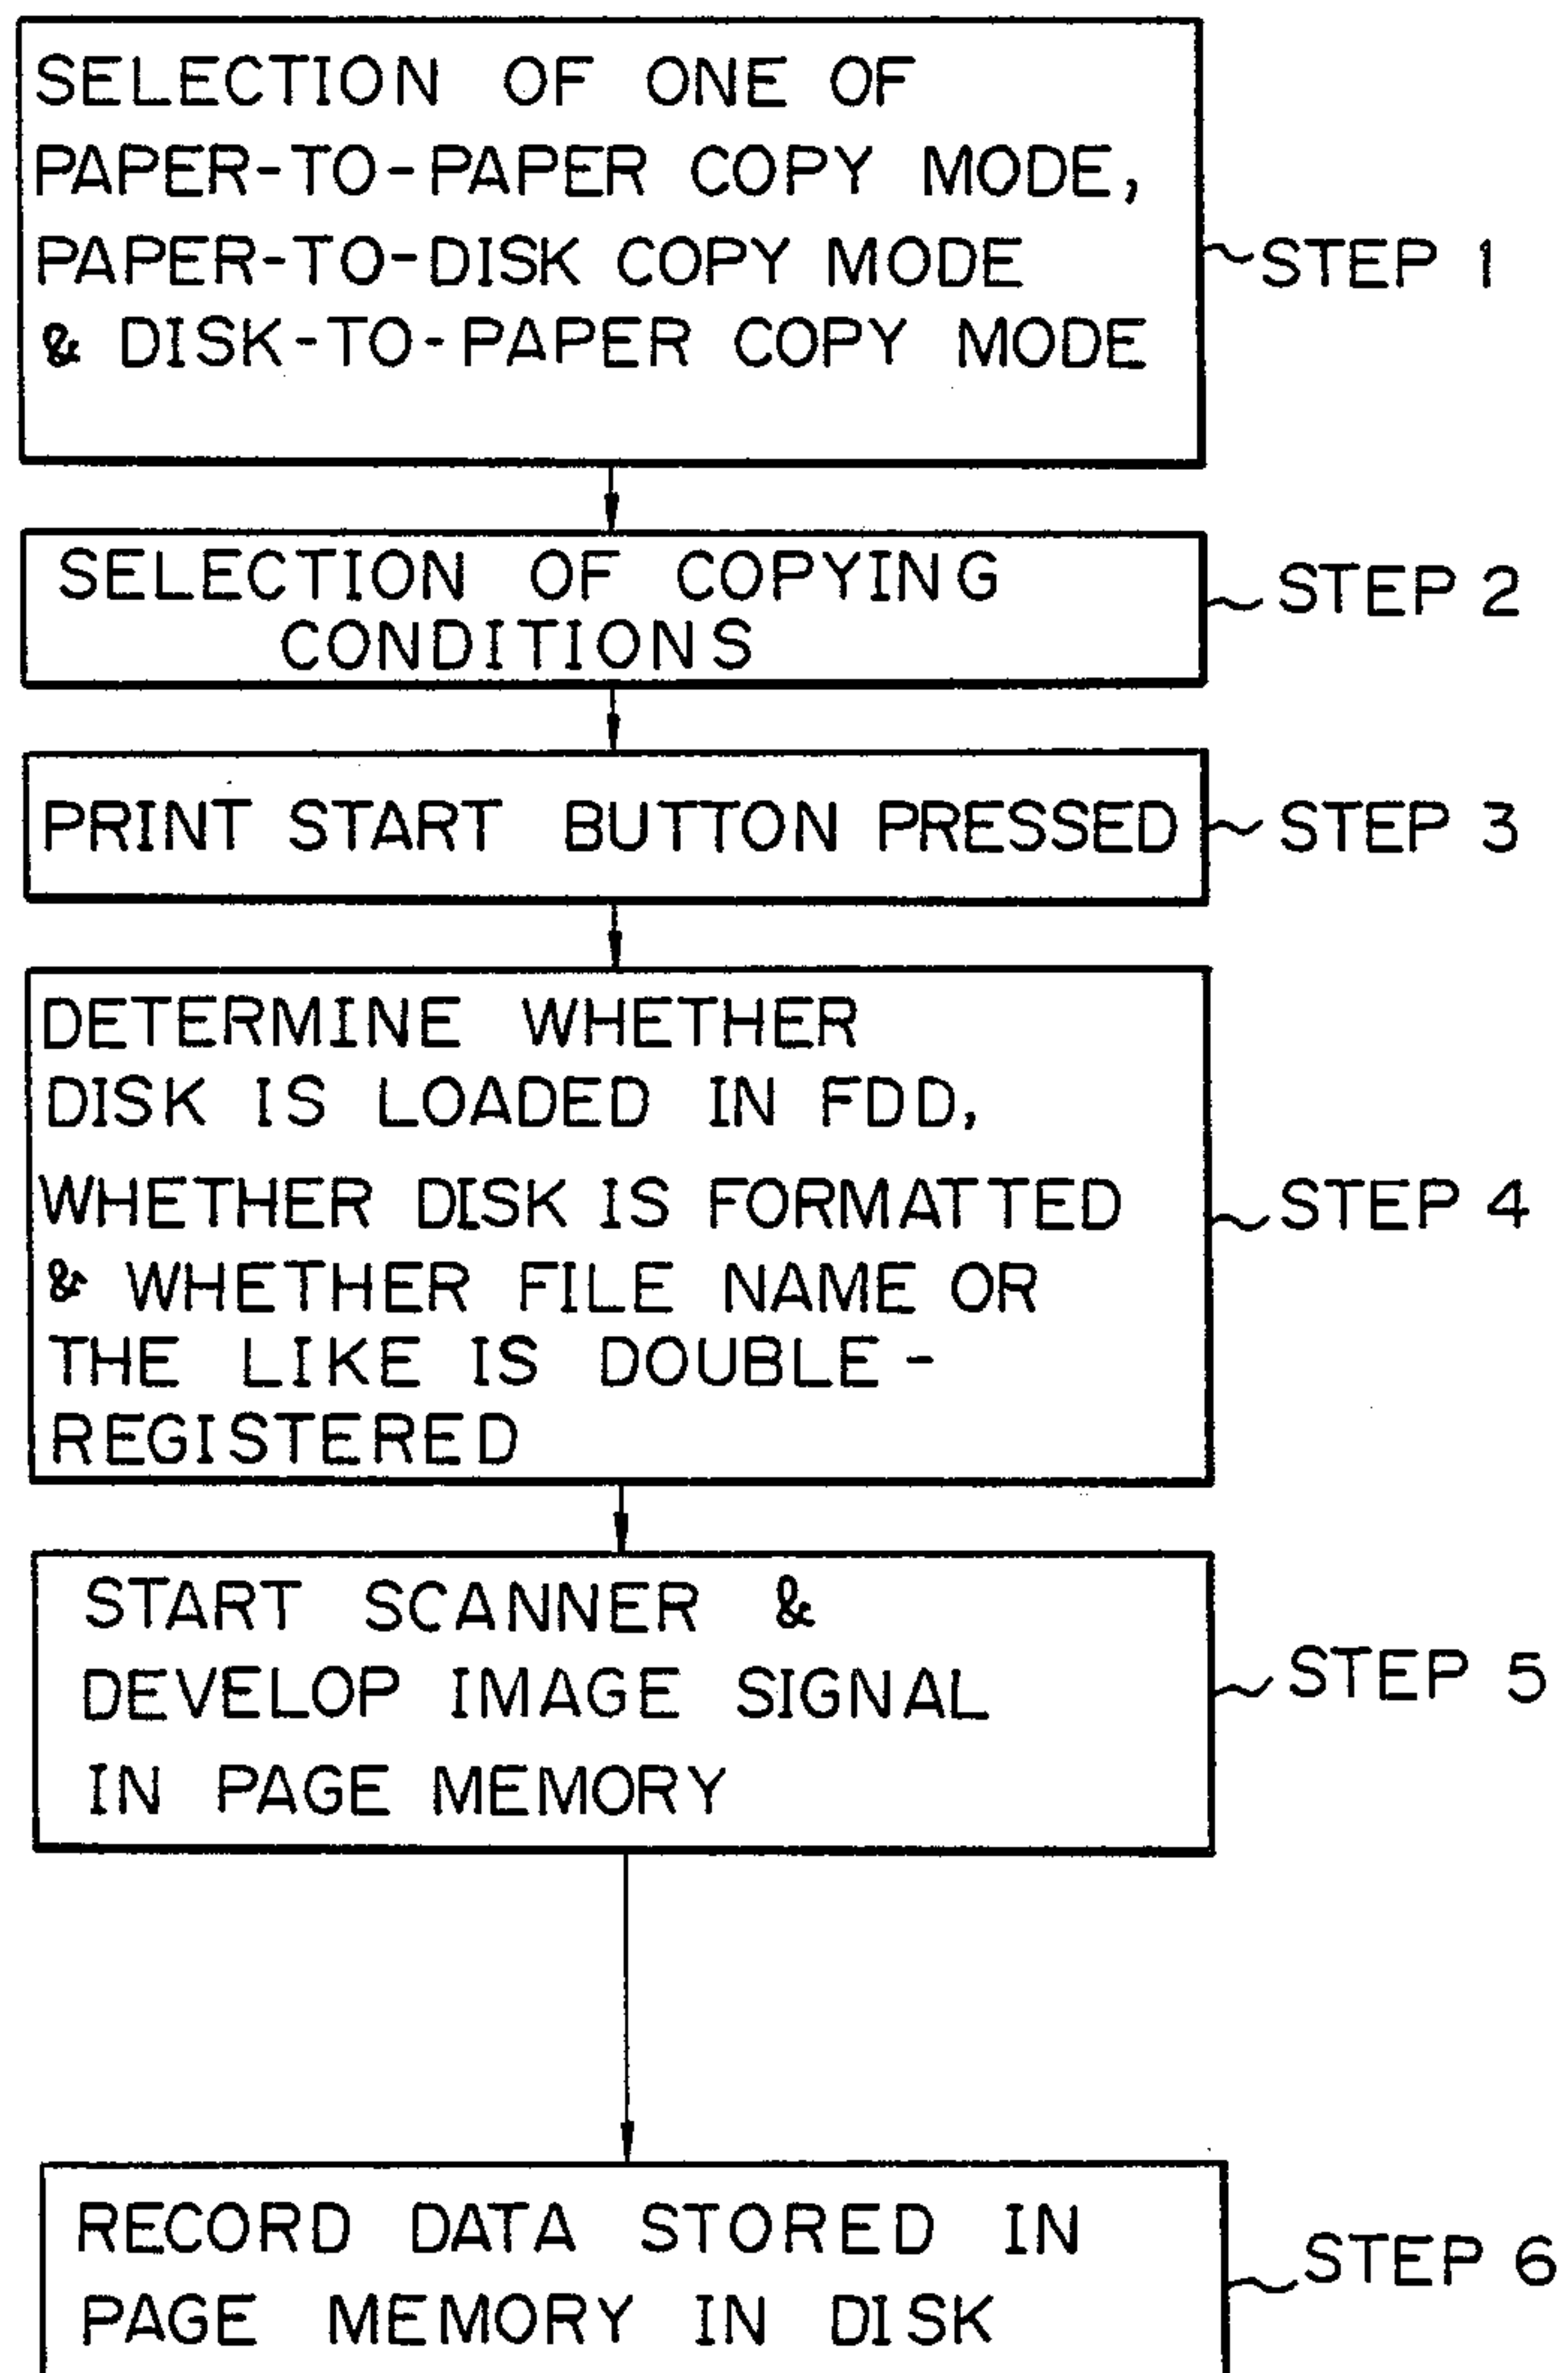 SELECTION OF ONE OF
PAPER-TO-PAPER COPY MODE,
PAPER-TO-DISK COPY MODE
& DISK-TO-PAPER COPY MODE
STEP 1
SELECTION OF COPYING
CONDITIONS
STEP 2
PRINT START BUTTON PRESSED
STEP 3
DETERMINE WHETHER
DISK IS LOADED IN FDD,
WHETHER DISK IS FORMATTED
& WHETHER FILE NAME OR
THE LIKE IS DOUBLE-
REGISTERED
STEP 4
START SCANNER &
DEVELOP IMAGE SIGNAL
IN PAGE MEMORY
STEP 5
RECORD DATA STORED IN
PAGE MEMORY IN DISK
STEP 6